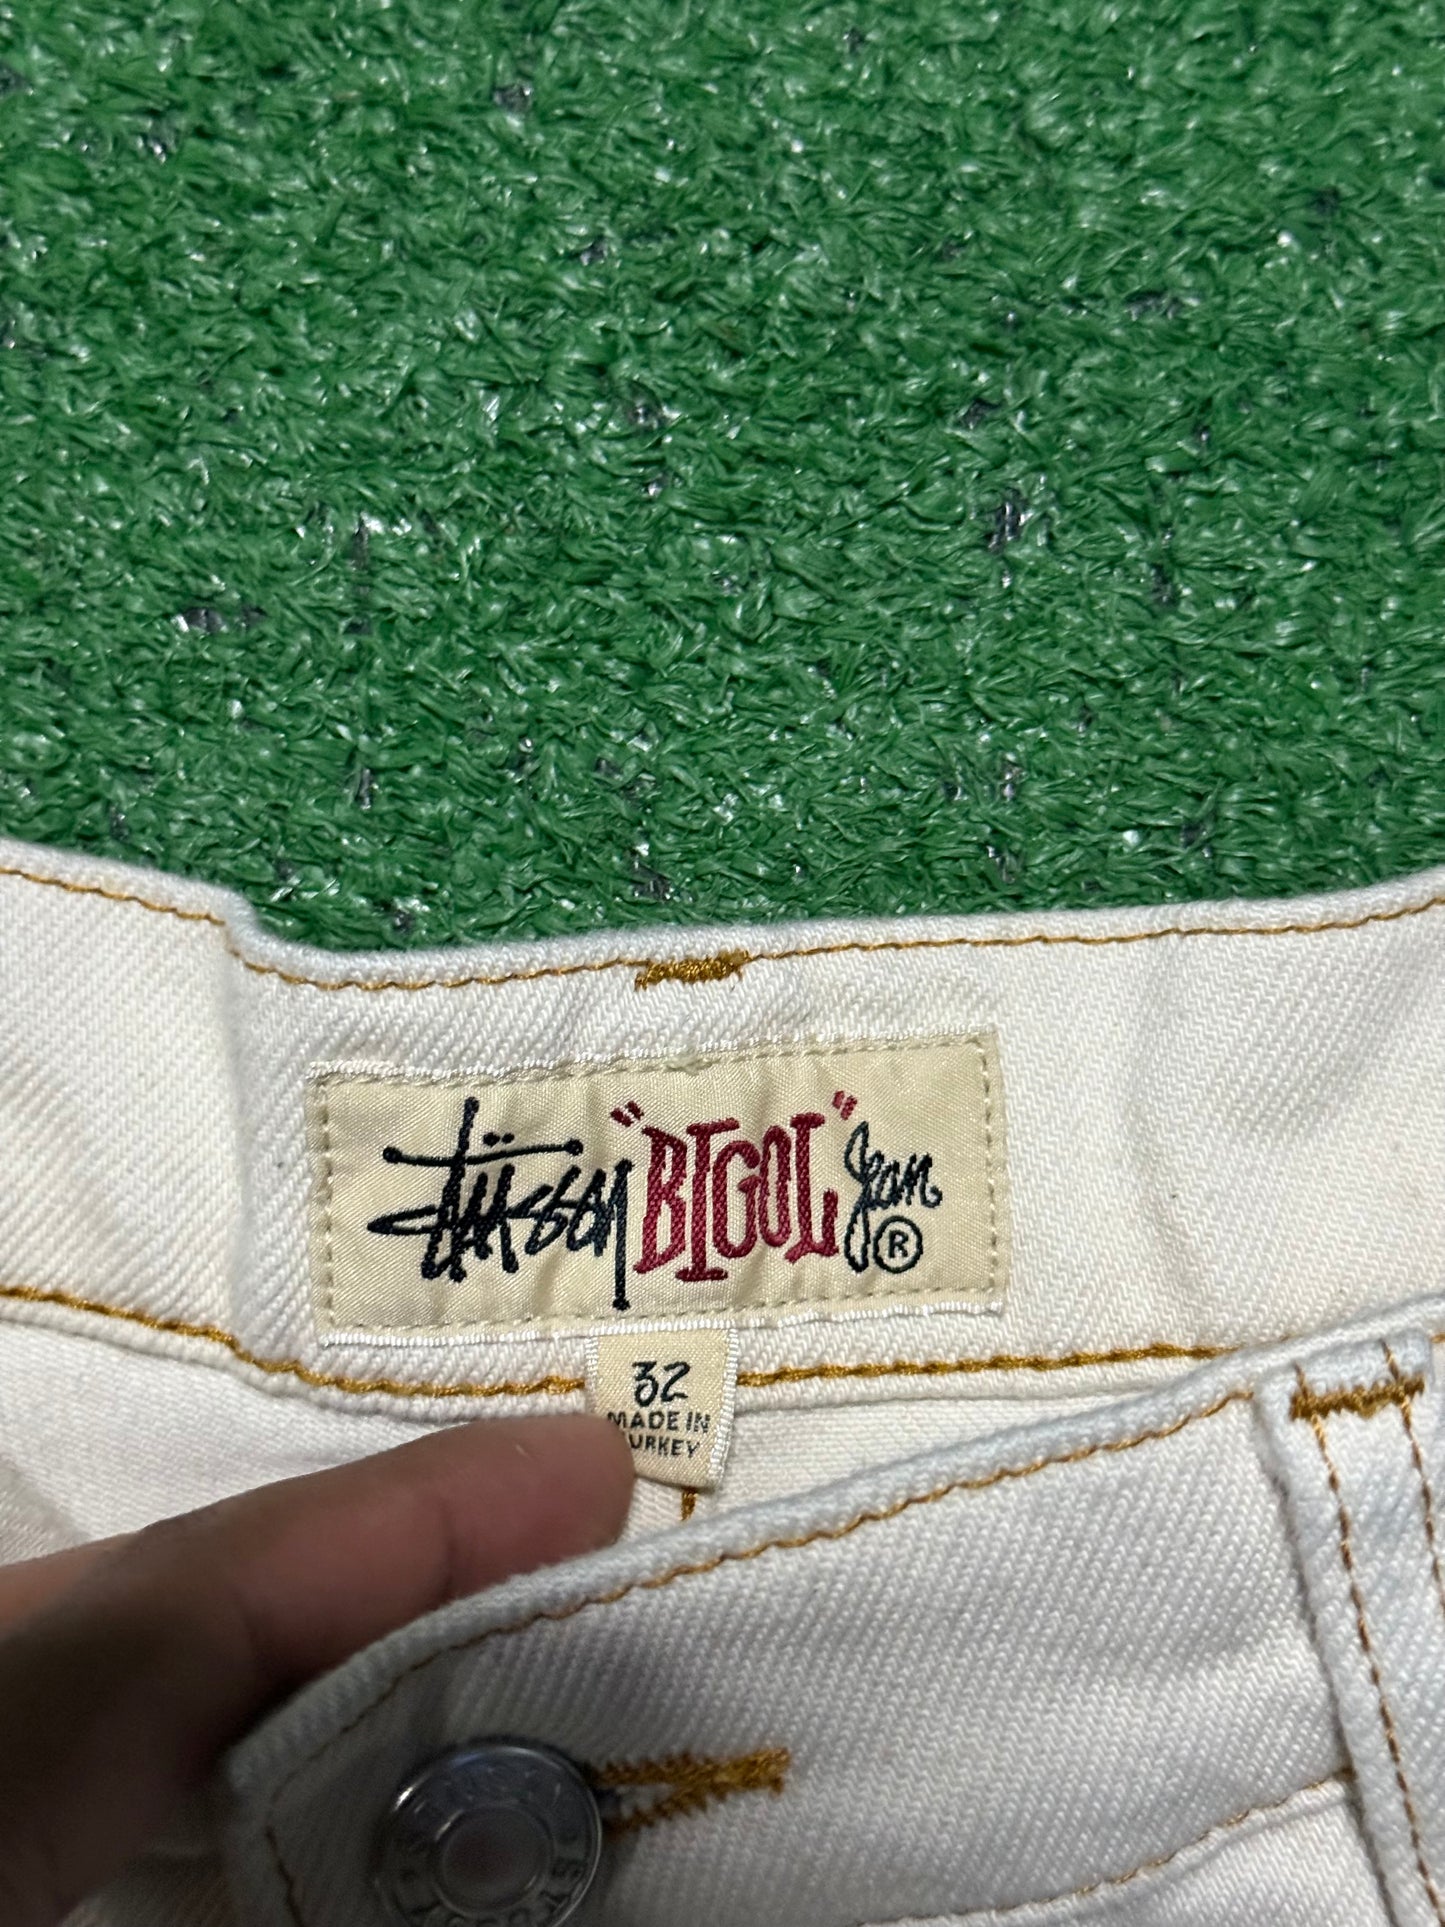 Stüssy "BIGOL" Jean ®
32
MADE IN
URKEY